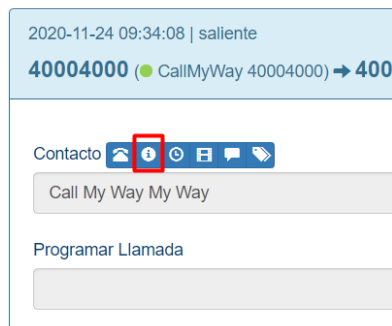 2020-11-24 09:34:08 | saliente
40004000 (● CallMyWay 40004000) ➔ 400
Contacto
Call My Way My Way
Programar Llamada